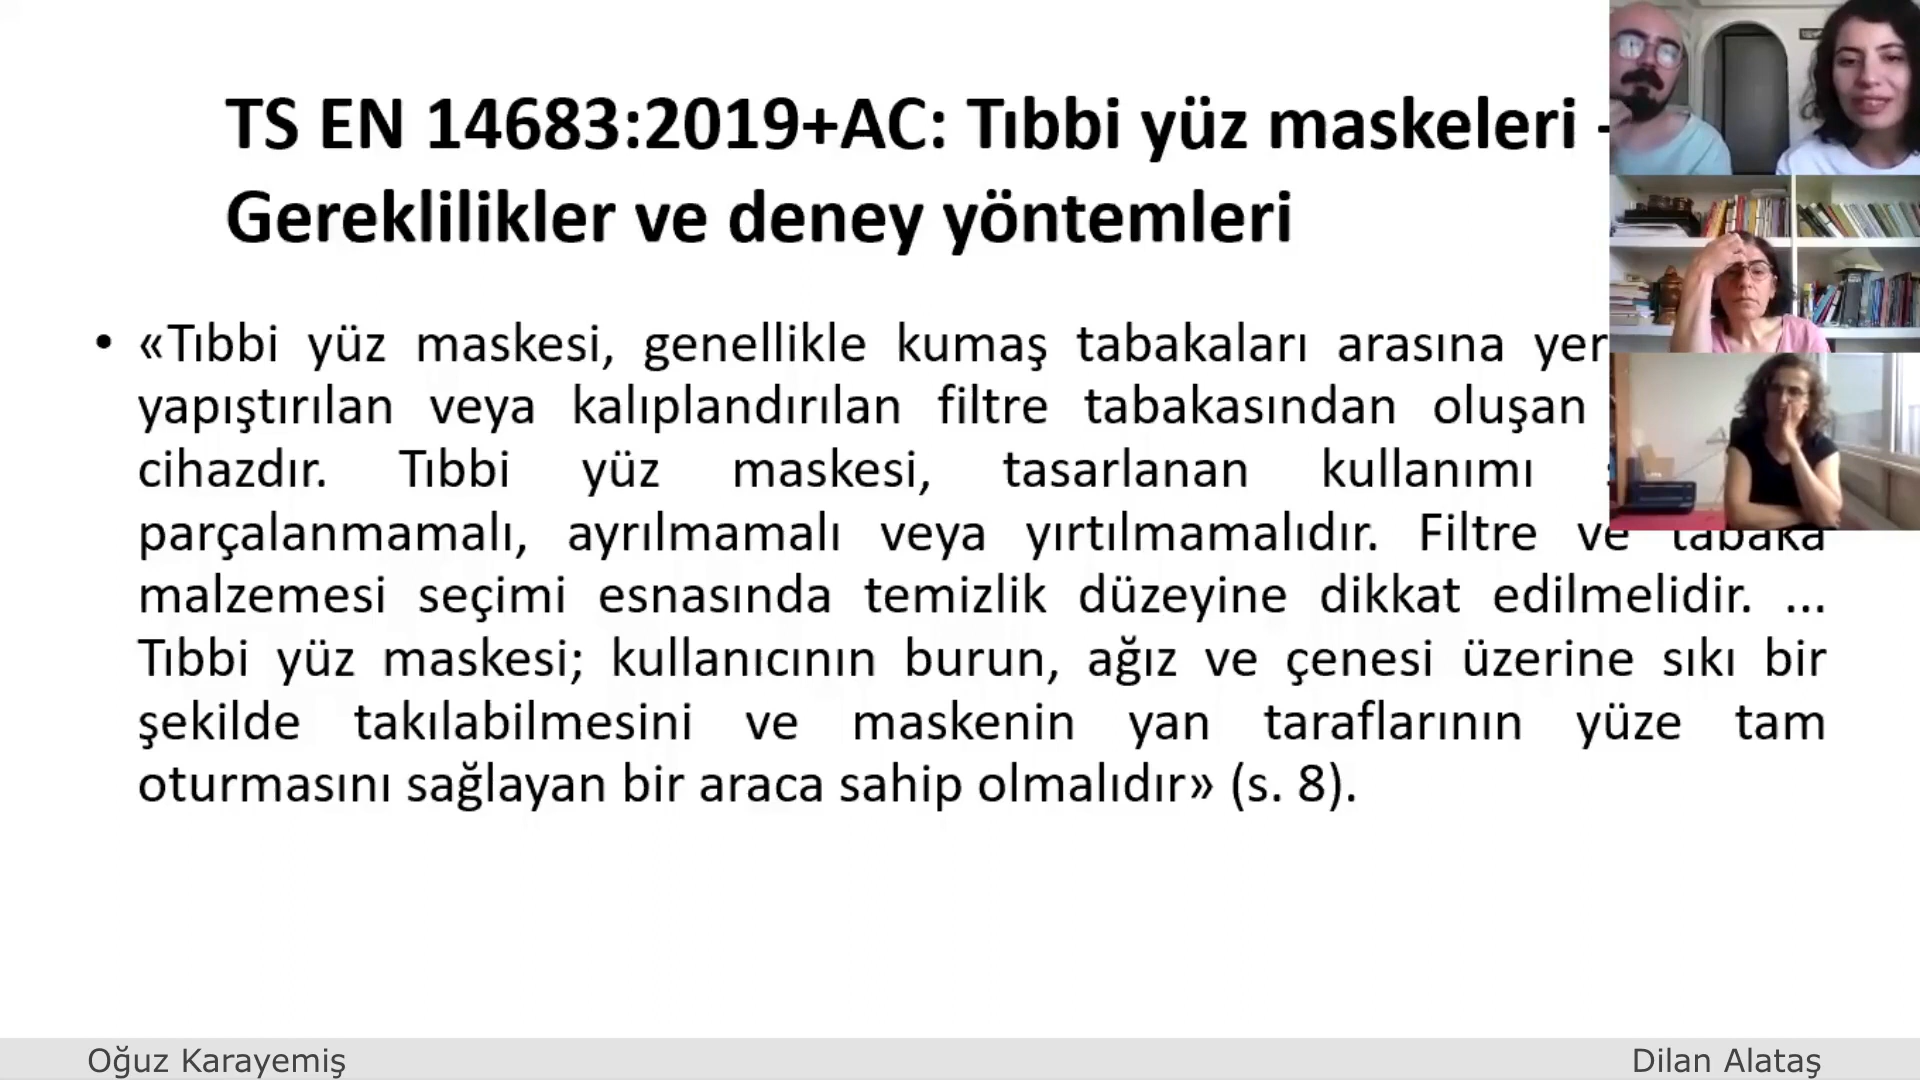 TS EN 14683:2019+AC: Tıbbi yüz maskeleri -
Gereklilikler ve deney yöntemleri
• «Tıbbi yüz maskesi, genellikle kumaş tabakaları arasına
yapıştırılan veya kalıplandırılan filtre tabakasından oluşan
cihazdır. Tıbbi yüz maskesi, tasarlanan kullanımı
parçalanmamalı, ayrılmamalı veya yırtılmamalıdır. Filtre ve tabaka
malzemesi seçimi esnasında temizlik düzeyine dikkat edilmelidir. ...
Tıbbi yüz maskesi; kullanıcının burun, ağız ve çenesi üzerine sıkı bir
şekilde takılabilmesini ve maskenin yan taraflarının yüze tam
oturmasını sağlayan bir araca sahip olmalıdır» (s. 8).
Oğuz Karayemiş
Dilan Alataş